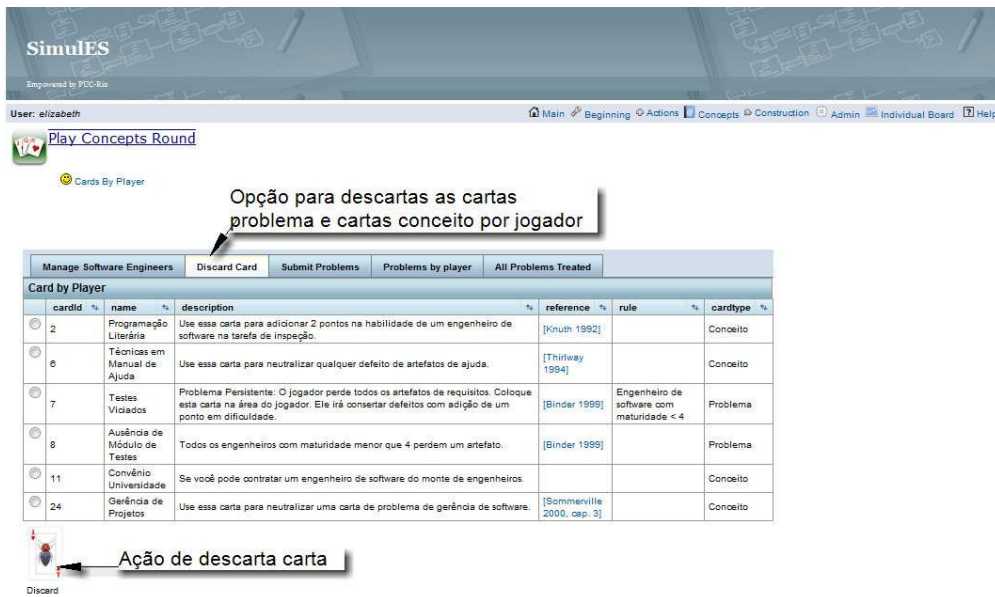 SimulES
Empowered by PUC-Rio
User: elizabeth
Main Beginning Actions Concepts Construction Admin Individual Board Help
Play Concepts Round
Cards By Player
Opção para descartas as cartas
problema e cartas conceito por jogador
Manage Software Engineers Discard Card Submit Problems Problems by player All Problems Treated
Card by Player
cardId name description reference rule cardtype
2 Programação Literária Use essa carta para adicionar 2 pontos na habilidade de um engenheiro de software na tarefa de inspeção. [Knuth 1992] Conceito
6 Técnicas em Manual de Ajuda Use essa carta para neutralizar qualquer defeito de artefatos de ajuda. [Thirlway 1994] Conceito
7 Testes Viciados Problema Persistente: O jogador perde todos os artefatos de requisitos. Coloque esta carta na área do jogador. Ele irá consertar defeitos com adição de um ponto em dificuldade. [Binder 1999] Engenheiro de software com maturidade < 4 Problema
8 Ausência de Módulo de Testes Todos os engenheiros com maturidade menor que 4 perdem um artefato. [Binder 1999] Problema
11 Convênio Universidade Se você pode contratar um engenheiro de software do monte de engenheiros. Conceito
24 Gerência de Projetos Use essa carta para neutralizar uma carta de problema de gerência de software. [Sommerville 2000, cap. 3] Conceito
Ação de descarta carta
Discard